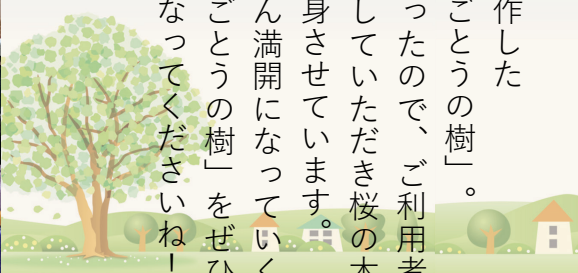 作した
ごとうの樹」。
ったので、ご利用者
していただき桜の木
身させています。
ん満開になっていく
ごとうの樹」をぜひ
なってくださいね！